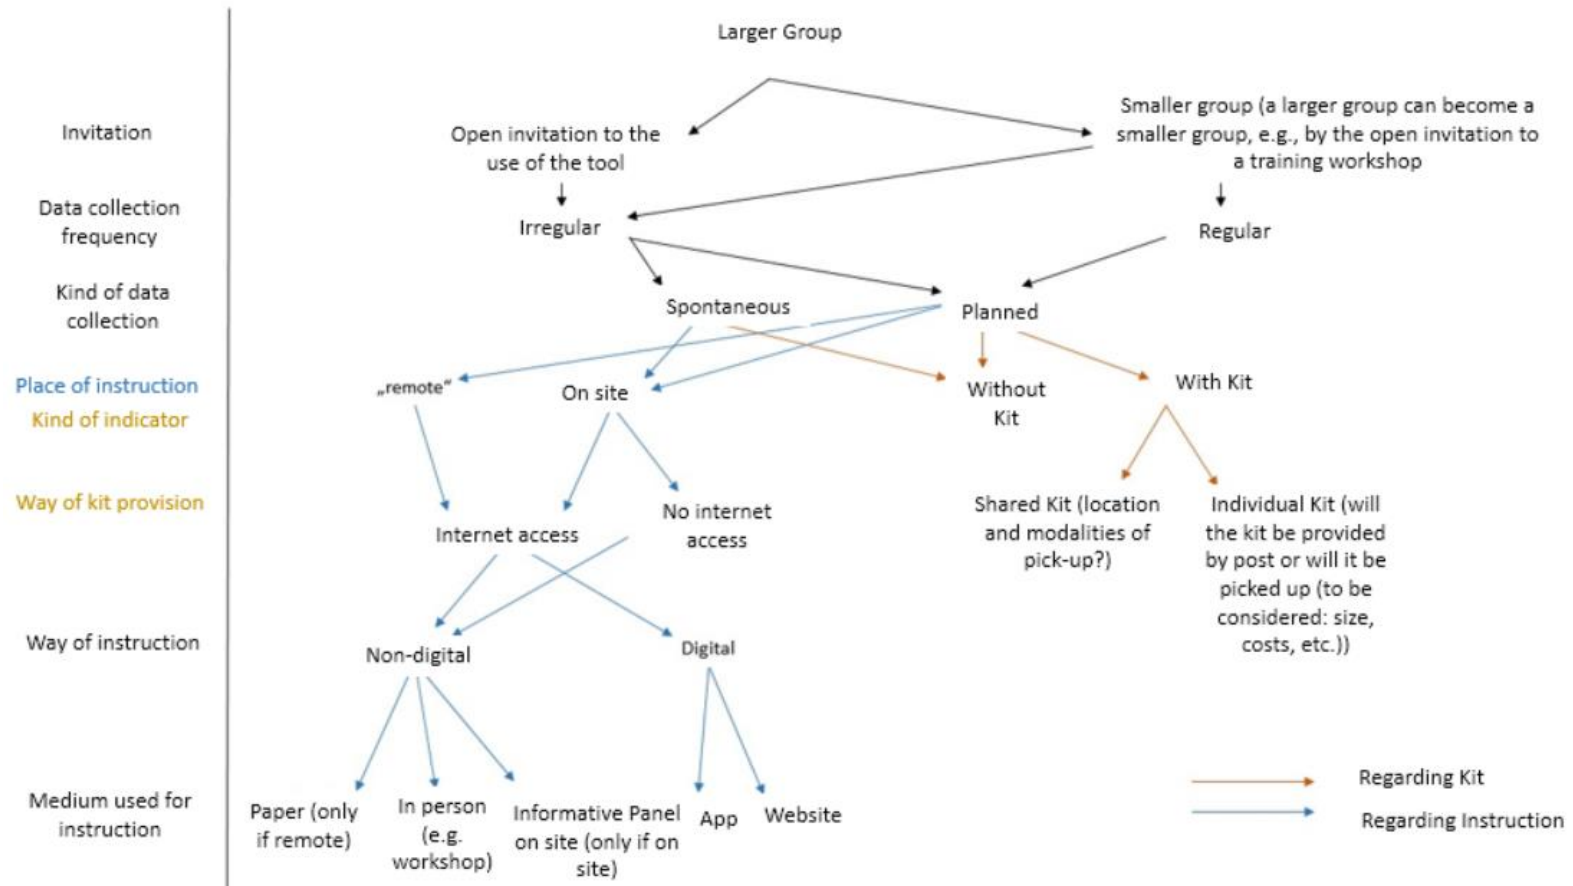 Larger Group
Invitation
Open invitation to the
use of the tool
Smaller group (a larger group can become a
smaller group, e.g., by the open invitation to
a training workshop
Data collection
frequency
Irregular
Regular
Kind of data
collection
Spontaneous
Planned
Place of instruction
Kind of indicator
„remote“
On site
Without
Kit
With Kit
Way of kit provision
Internet access
No internet
access
Shared Kit (location
and modalities of
pick-up?)
Individual Kit (will
the kit be provided
by post or will it be
picked up (to be
considered: size,
costs, etc.))
Way of instruction
Non-digital
Digital
Medium used for
instruction
Paper (only
if remote)
In person
(e.g.
workshop)
Informative Panel
on site (only if on
site)
App
Website
Regarding Kit
Regarding Instruction